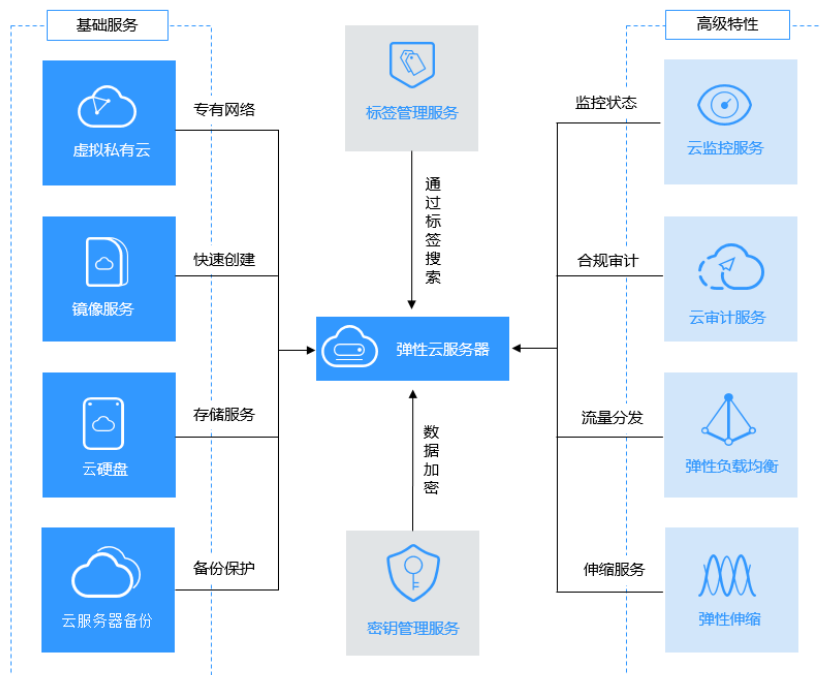 基础服务
虚拟私有云
专有网络
镜像服务
快速创建
云硬盘
存储服务
云服务器备份
备份保护
标签管理服务
通过标签搜索
弹性云服务器
数据加密
密钥管理服务
高级特性
监控状态
云监控服务
合规审计
云审计服务
流量分发
弹性负载均衡
伸缩服务
弹性伸缩